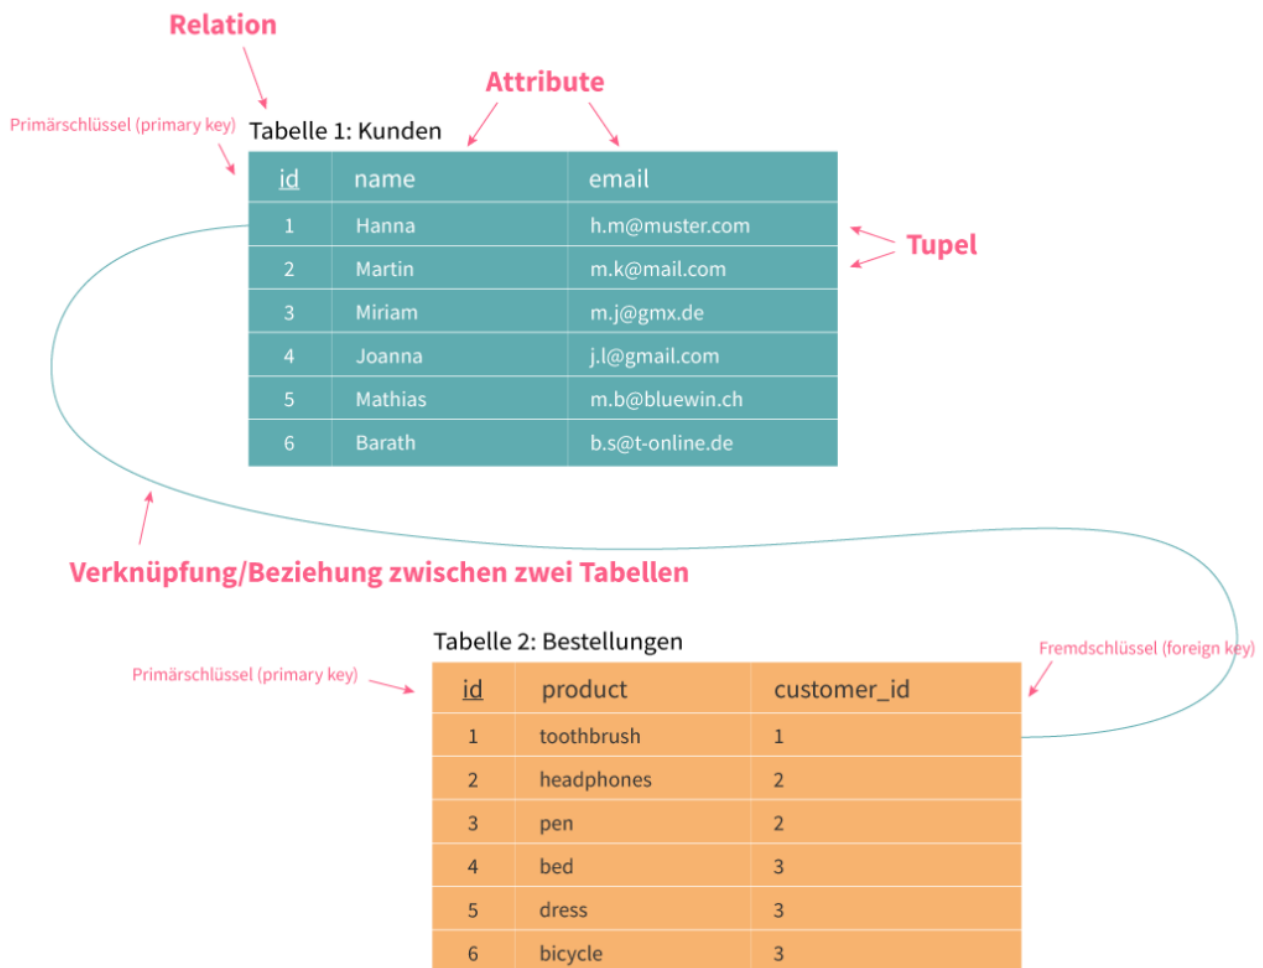 Relation
Attribute
Primärschlüssel (primary key)
Tabelle 1: Kunden
id name email
1 Hanna h.m@muster.com
Tupel
2 Martin m.k@mail.com
3 Miriam m.j@gmx.de
4 Joanna j.l@gmail.com
5 Mathias m.b@bluewin.ch
6 Barath b.s@t-online.de
Verknüpfung/Beziehung zwischen zwei Tabellen
Tabelle 2: Bestellungen
Fremdschlüssel (foreign key)
Primärschlüssel (primary key)
id product customer_id
1 toothbrush 1
2 headphones 2
3 pen 2
4 bed 3
5 dress 3
6 bicycle 3